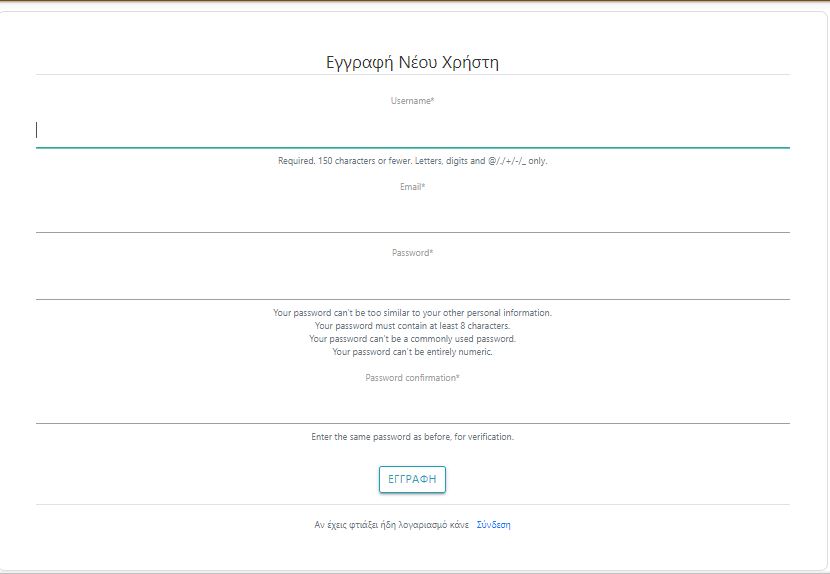 Εγγραφή Νέου Χρήστη
Username*
Required. 150 characters or fewer. Letters, digits and @/./+/-/_ only.
Email*
Password*
Your password can't be too similar to your other personal information.
Your password must contain at least 8 characters.
Your password can't be a commonly used password.
Your password can't be entirely numeric.
Password confirmation*
Enter the same password as before, for verification.
ΕΓΓΡΑΦΗ
Αν έχεις φτιάξει ήδη λογαριασμό κάνε Σύνδεση